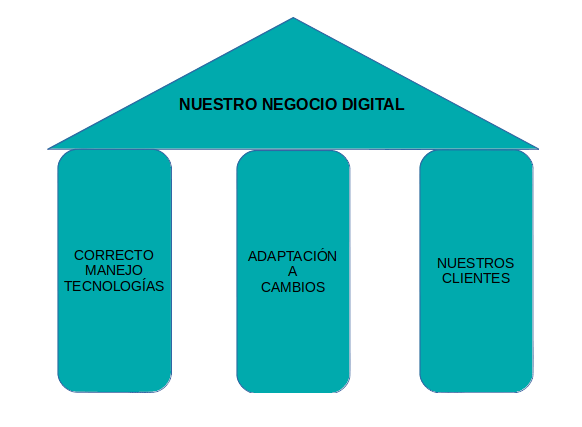 NUESTRO NEGOCIO DIGITAL
CORRECTO
MANEJO
TECNOLOGÍAS
ADAPTACIÓN
A
CAMBIOS
NUESTROS
CLIENTES